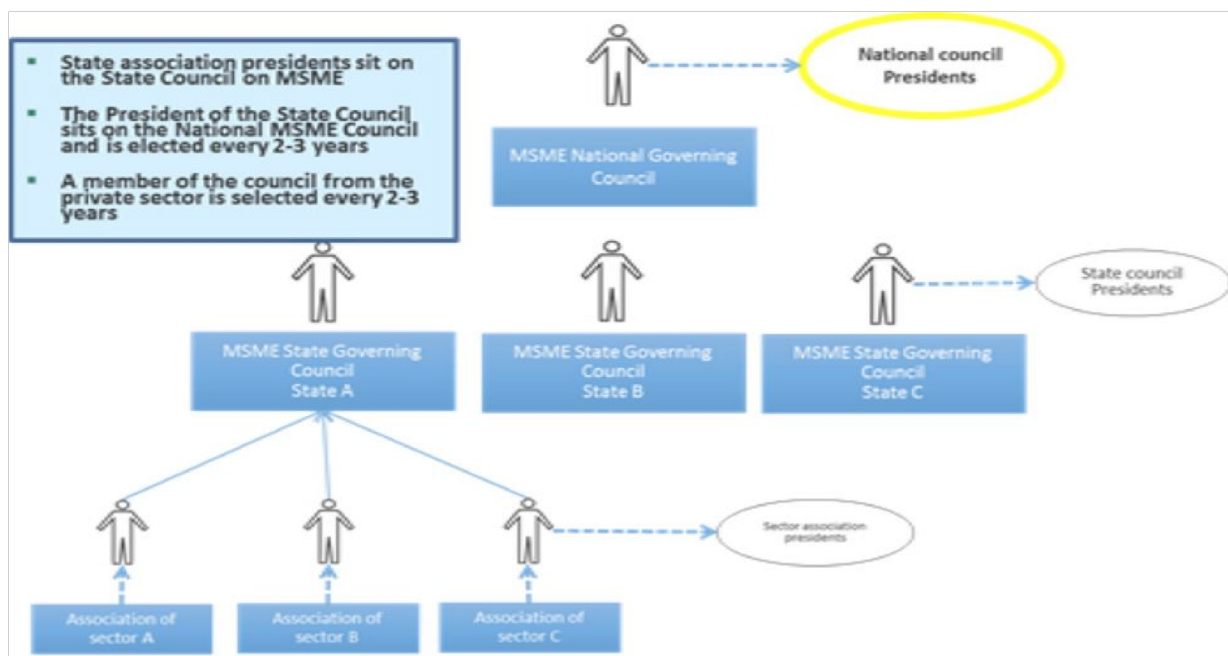 State association presidents sit on
the State Council on MSME
The President of the State Council
sits on the National MSME Council
and is elected every 2-3 years
A member of the council from the
private sector is selected every 2-3
years
National council
Presidents
MSME National Governing
Council
State council
Presidents
MSME State Governing
Council
State A
MSME State Governing
Council
State B
MSME State Governing
Council
State C
Sector association
presidents
Association of
sector A
Association of
sector B
Association of
sector C